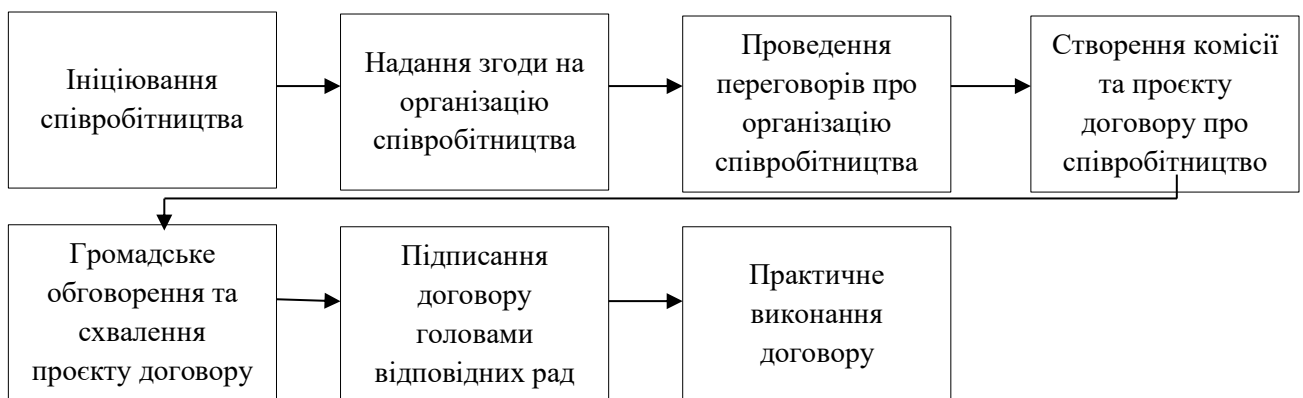 Ініціювання
співробітництва
Надання згоди на
організацію
співробітництва
Проведення
переговорів про
організацію
співробітництва
Створення комісії
та проєкту
договору про
співробітництво
Громадське
обговорення та
схвалення
проєкту договору
Підписання
договору
головами
відповідних рад
Практичне
виконання
договору